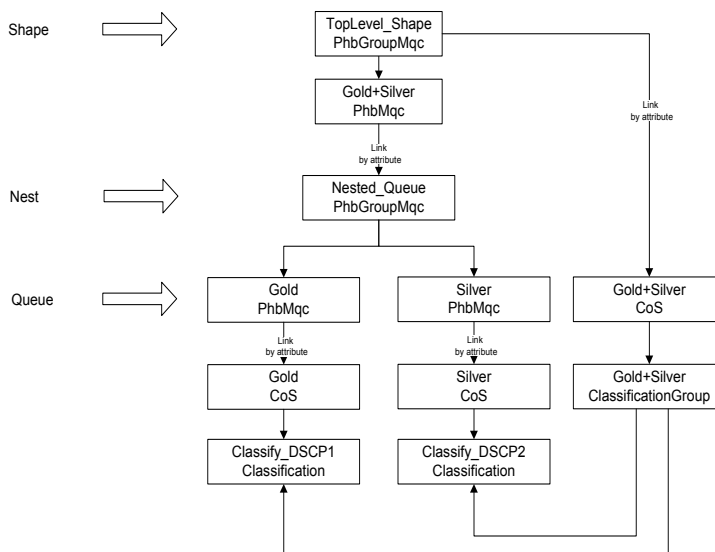 Shape
TopLevel_Shape
PhbGroupMqc
Gold+Silver
PhbMqc
Link
by attribute
Link
by attribute
Nest
Nested_Queue
PhbGroupMqc
Queue
Gold
PhbMqc
Silver
PhbMqc
Gold+Silver
CoS
Link
by attribute
Link
by attribute
Gold
CoS
Silver
CoS
Gold+Silver
ClassificationGroup
Classify_DSCP1
Classification
Classify_DSCP2
Classification